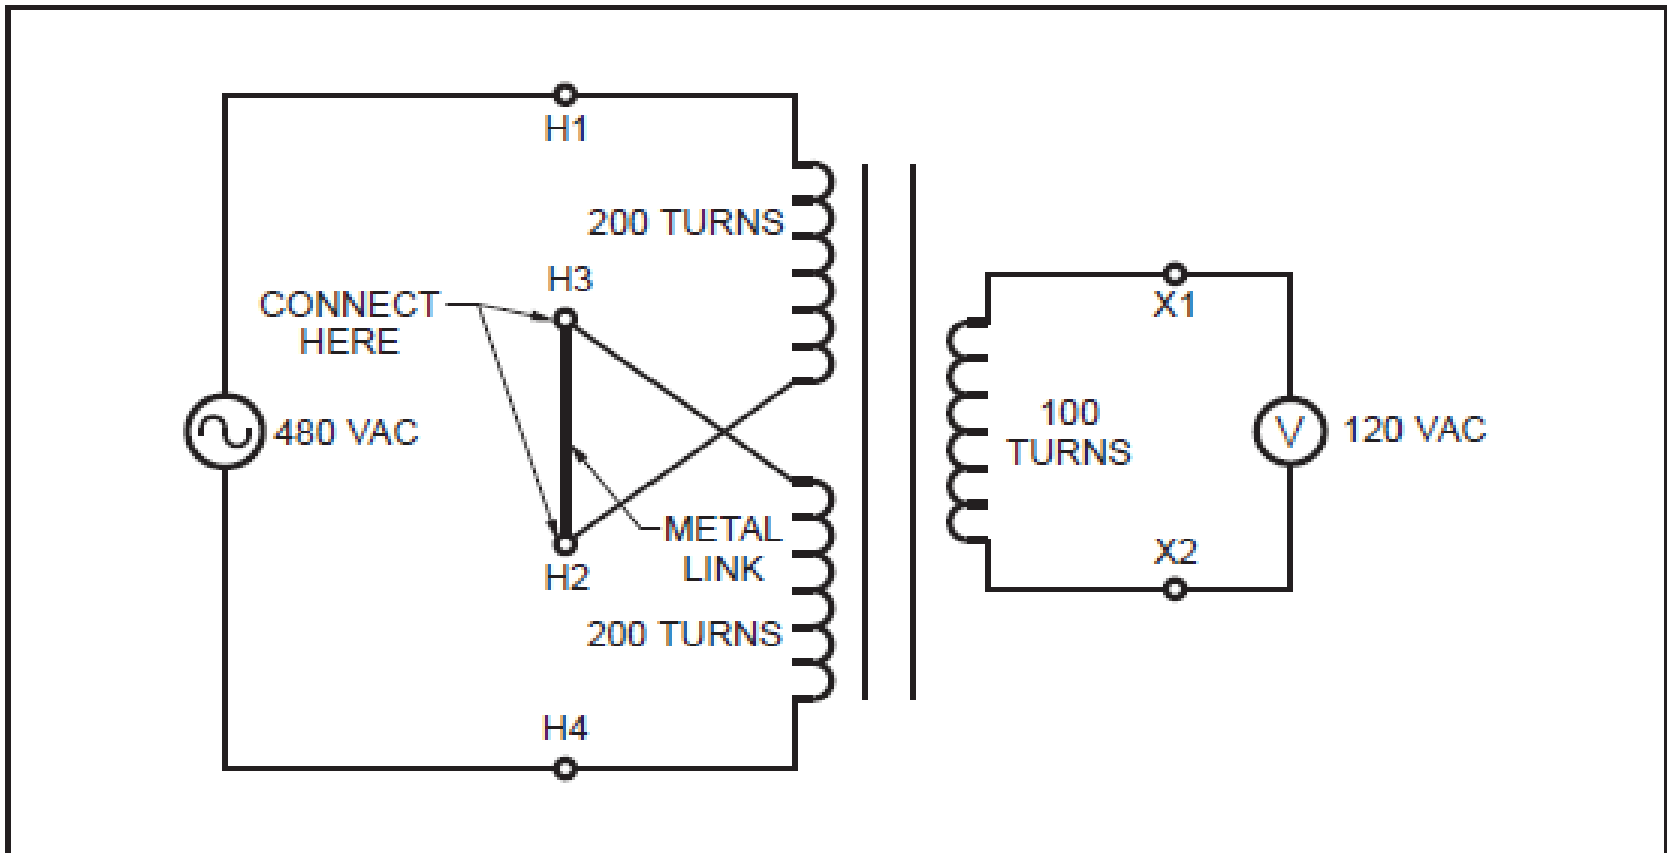 H1
200 TURNS
H3
CONNECT
HERE
480 VAC
METAL
LINK
H2
200 TURNS
H4
X1
100
TURNS
V
120 VAC
X2